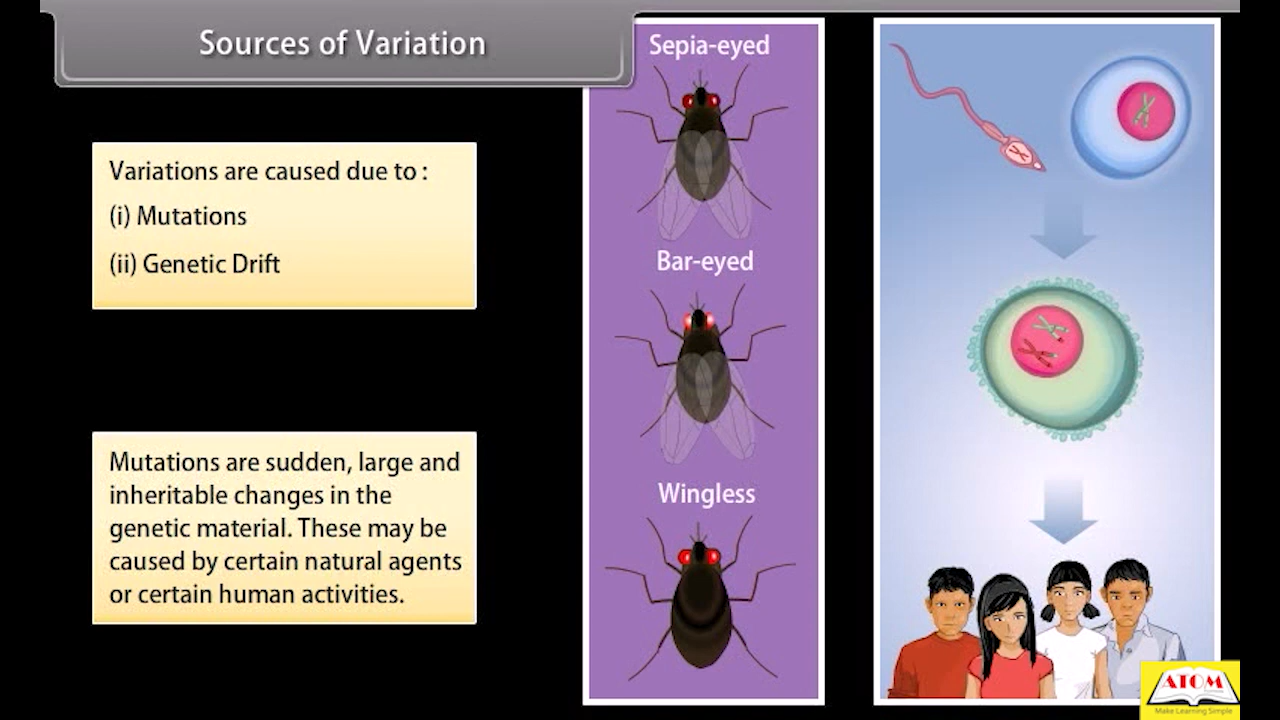 Sources of Variation
Variations are caused due to :
(i) Mutations
(ii) Genetic Drift
Mutations are sudden, large and
inheritable changes in the
genetic material. These may be
caused by certain natural agents
or certain human activities.
Sepia-eyed
Bar-eyed
Wingless
ATOM
Make Learning Simple